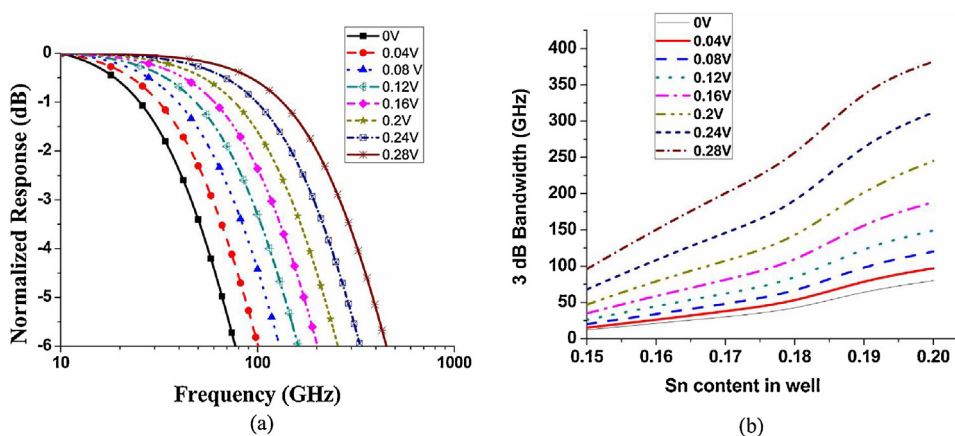 0V
0.04V
0.08 V
0.12V
0.16V
0.2V
0.24V
0.28V
0
-1
-2
-3
-4
-5
-6
Normalized Response (dB)
10
100
1000
Frequency (GHz)
(a)
0V
0.04V
0.08V
0.12V
0.16V
0.2V
0.24V
0.28V
400
350
300
250
200
150
100
50
0
3 dB Bandwidth (GHz)
0.15
0.16
0.17
0.18
0.19
0.20
Sn content in well
(b)